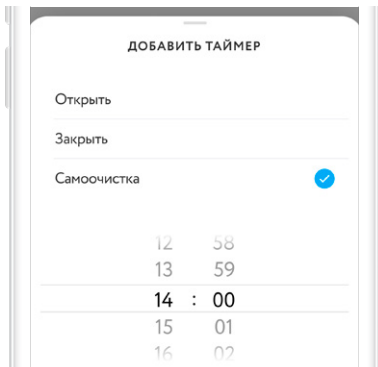 ДОБАВИТЬ ТАЙМЕР
Открыть
Закрыть
Самоочистка
12 58
13 59
14 : 00
15 01
16 02